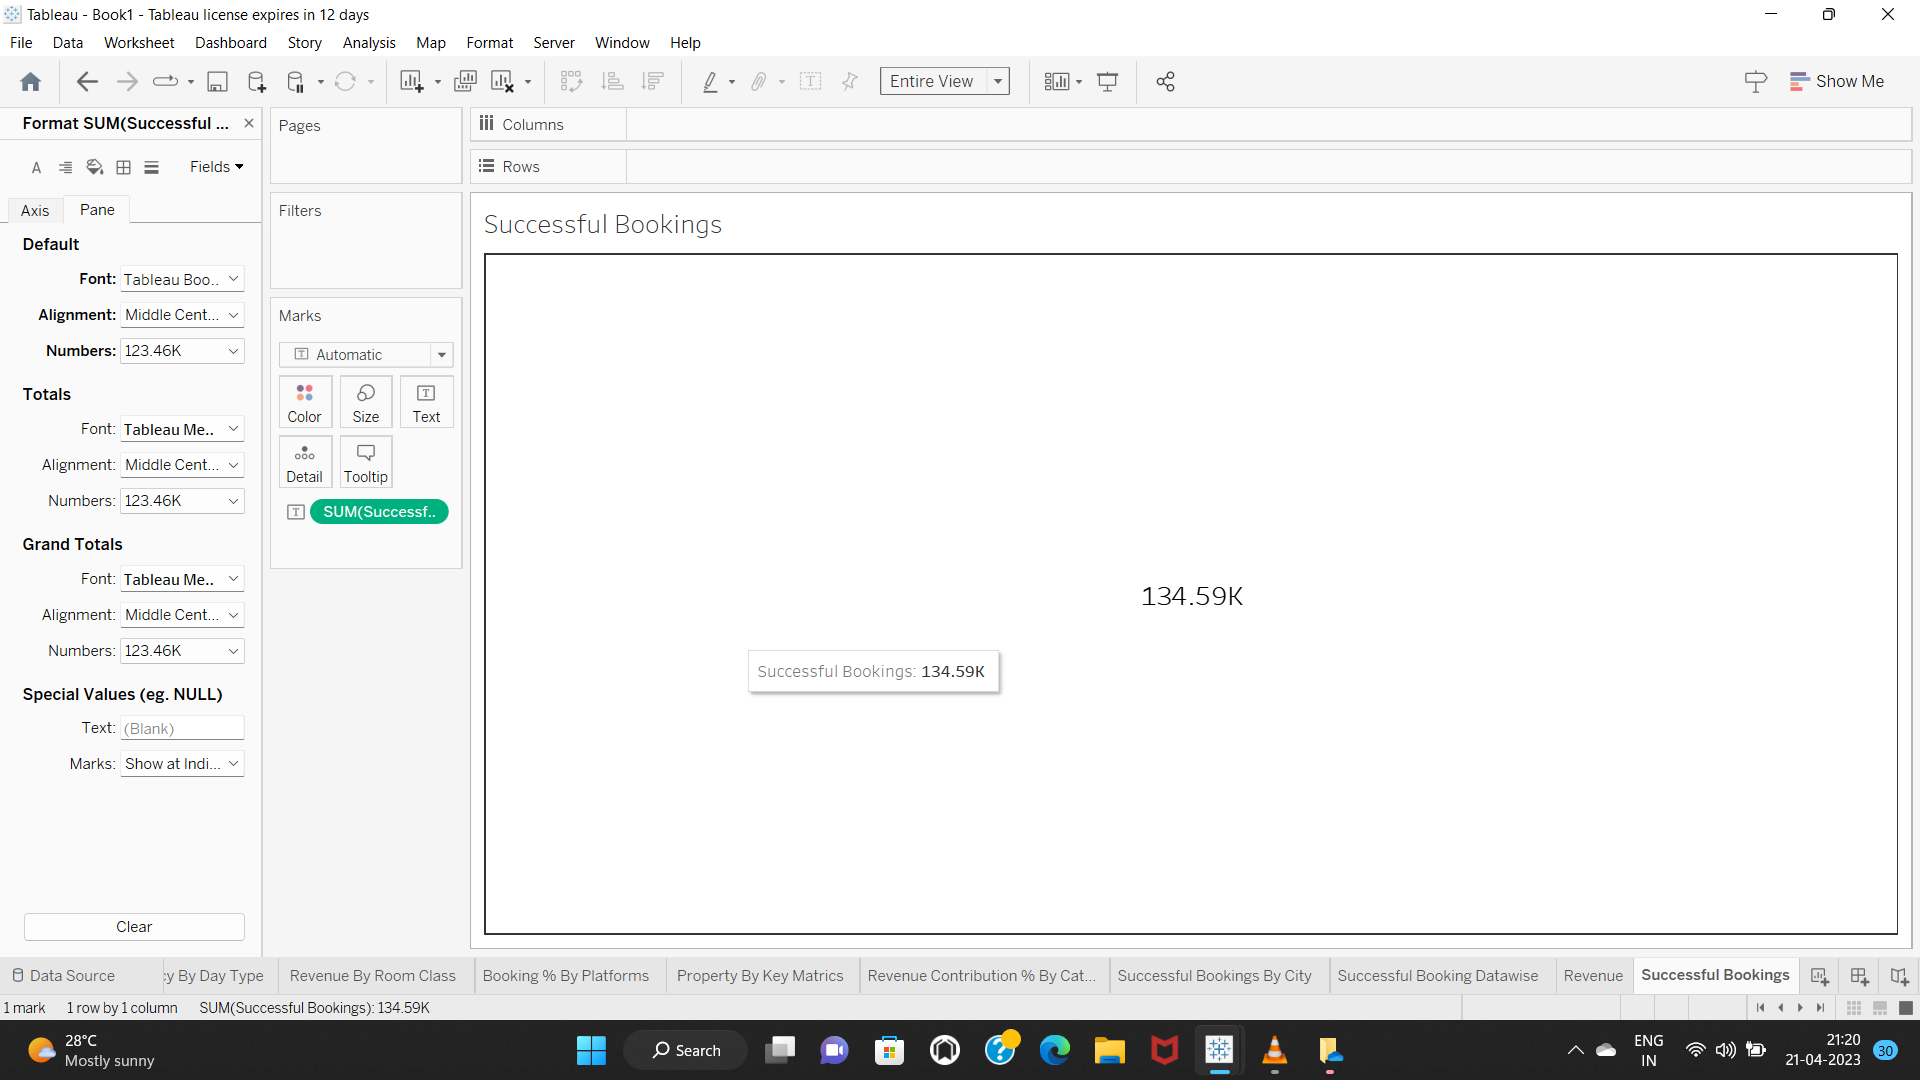 Tableau - Book1 - Tableau license expires in 12 days
File Data Worksheet Dashboard Story Analysis Map Format Server Window Help
Entire View
Show Me
Format SUM(Successful ...
Fields
Axis Pane
Default
Font: Tableau Boo..
Alignment: Middle Cent...
Numbers: 123.46K
Totals
Font: Tableau Me..
Alignment: Middle Cent...
Numbers: 123.46K
Grand Totals
Font: Tableau Me..
Alignment: Middle Cent...
Numbers: 123.46K
Special Values (eg. NULL)
Text: (Blank)
Marks: Show at Indi...
Clear
Pages
Filters
Marks
Automatic
Color Size Text
Detail Tooltip
SUM(Successf..
Columns
Rows
Successful Bookings
134.59K
Successful Bookings: 134.59K
Data Source cy By Day Type Revenue By Room Class Booking % By Platforms Property By Key Matrics Revenue Contribution % By Cat... Successful Bookings By City Successful Booking Datawise Revenue Successful Bookings
1 mark 1 row by 1 column SUM(Successful Bookings): 134.59K
28°C
Mostly sunny
Search
ENG
IN
21:20
21-04-2023
30